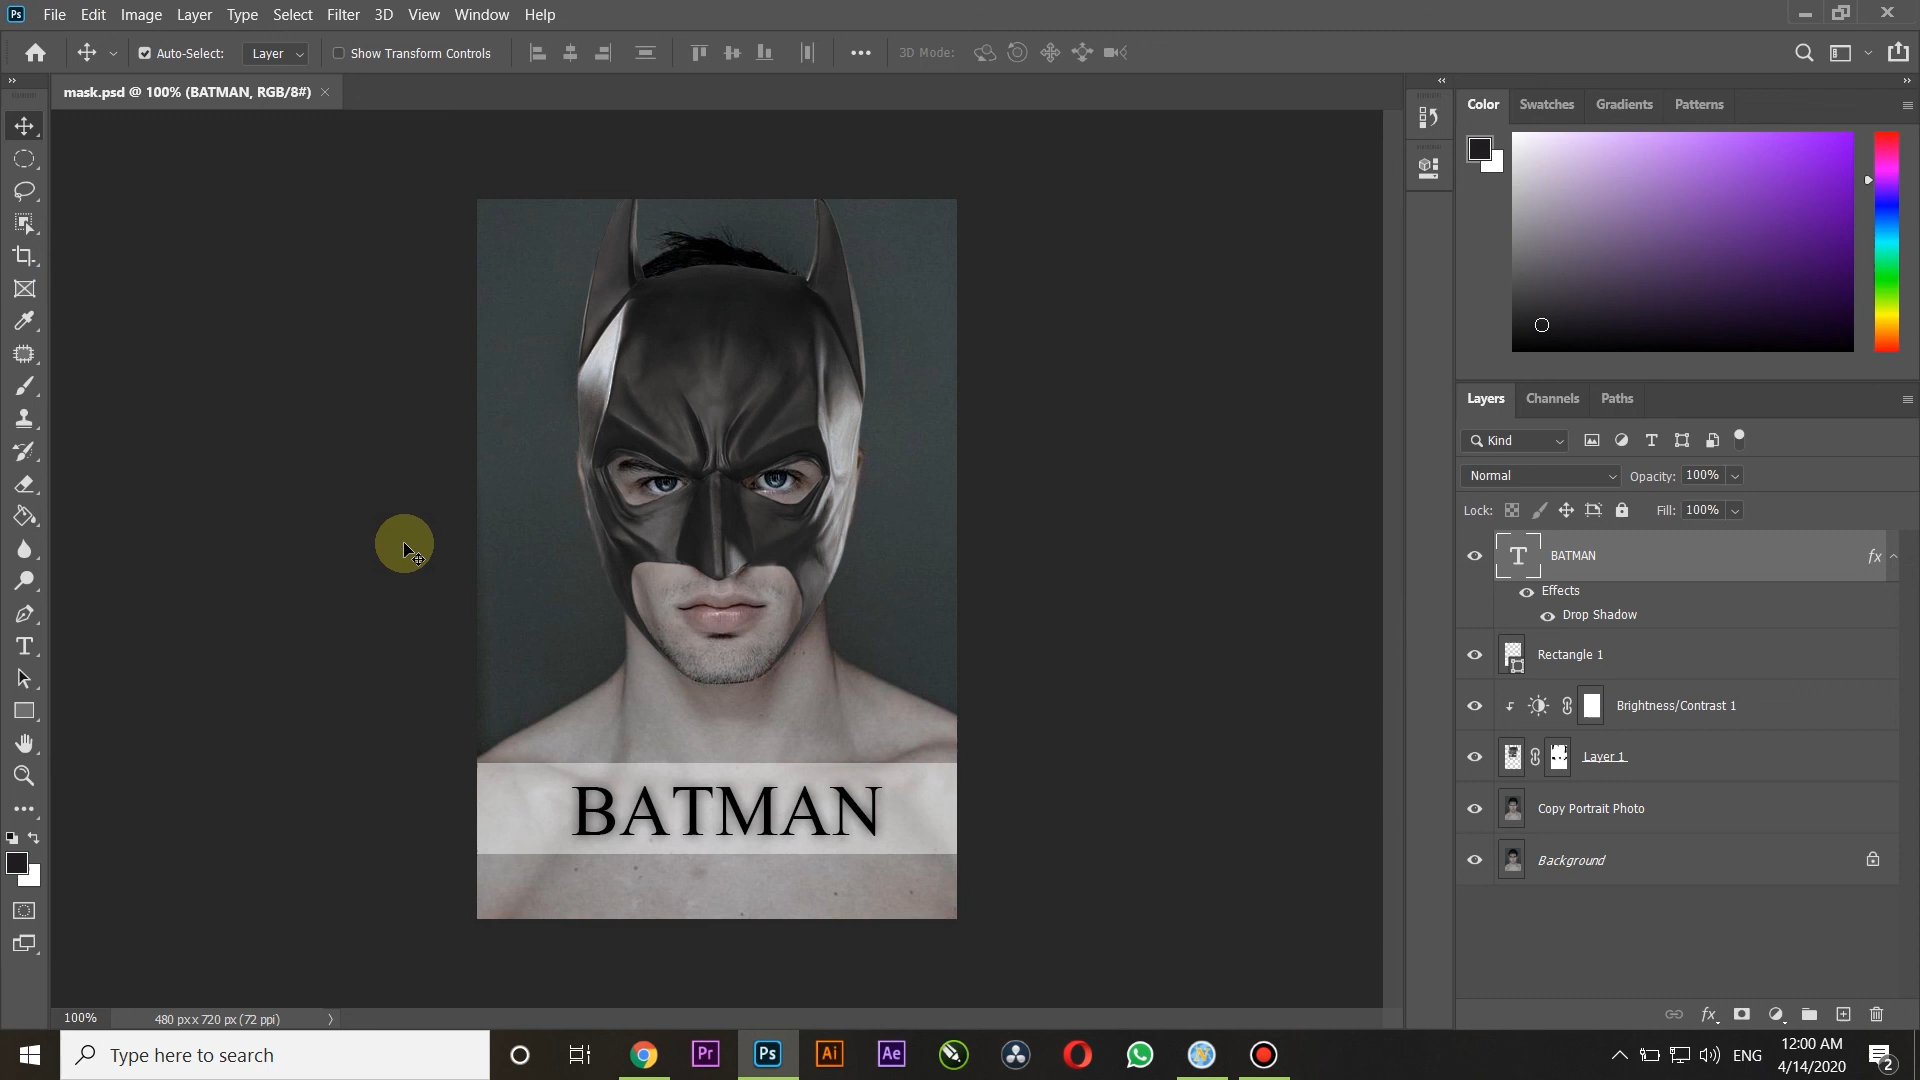 Ps File Edit Image Layer Type Select Filter 3D View Window Help
Auto-Select: Layer Show Transform Controls 3D Mode:
mask.psd @ 100% (BATMAN, RGB/8#)
Color Swatches Gradients Patterns
Layers Channels Paths
Kind
Normal Opacity: 100%
Lock: Fill: 100%
T BATMAN fx
Effects
Drop Shadow
Rectangle 1
Brightness/Contrast 1
Layer 1
Copy Portrait Photo
Background
BATMAN
fx
100% 480 px x 720 px (72 ppi)
Type here to search
Pr Ps Ai Ae
ENG
12:00 AM
4/14/2020
2